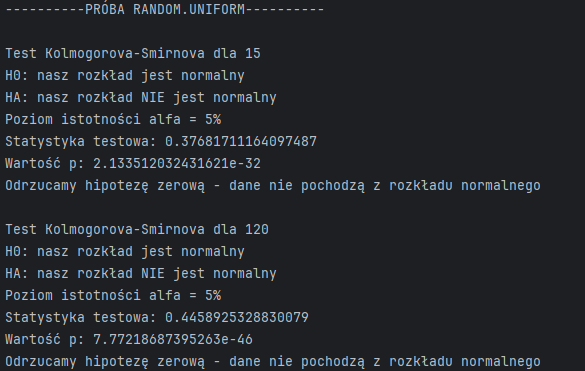 ----------PRÓBA RANDOM.UNIFORM----------
Test Kolmogorova-Smirnova dla 15
H0: nasz rozkład jest normalny
HA: nasz rozkład NIE jest normalny
Poziom istotności alfa = 5%
Statystyka testowa: 0.37681711164097487
Wartość p: 2.133512032431621e-32
Odrzucamy hipotezę zerową - dane nie pochodzą z rozkładu normalnego
Test Kolmogorova-Smirnova dla 120
H0: nasz rozkład jest normalny
HA: nasz rozkład NIE jest normalny
Poziom istotności alfa = 5%
Statystyka testowa: 0.4458925328830079
Wartość p: 7.77218687395263e-46
Odrzucamy hipotezę zerową - dane nie pochodzą z rozkładu normalnego